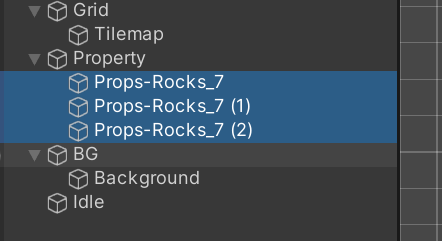 Grid
Tilemap
Property
Props-Rocks_7
Props-Rocks_7 (1)
Props-Rocks_7 (2)
BG
Background
Idle